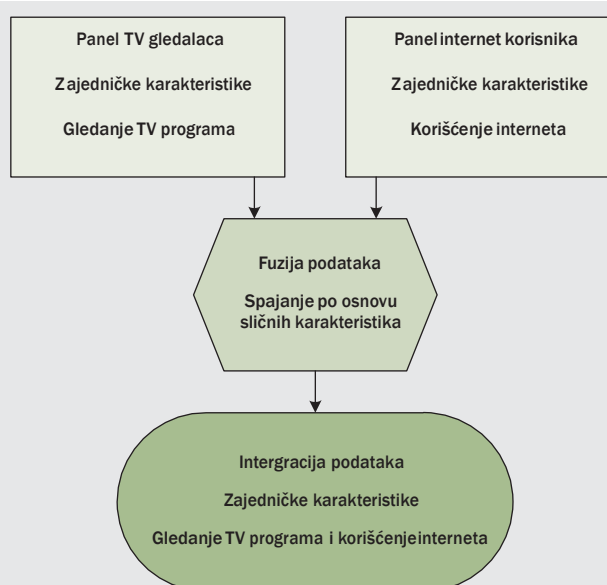 Panel TV gledalaca
Zajedničke karakteristike
Gledanje TV programa
Panel internet korisnika
Zajedničke karakteristike
Korišćenje interneta
Fuzija podataka
Spajanje po osnovu
sličnih karakteristika
Intergracija podataka
Zajedničke karakteristike
Gledanje TV programa i korišćenje interneta